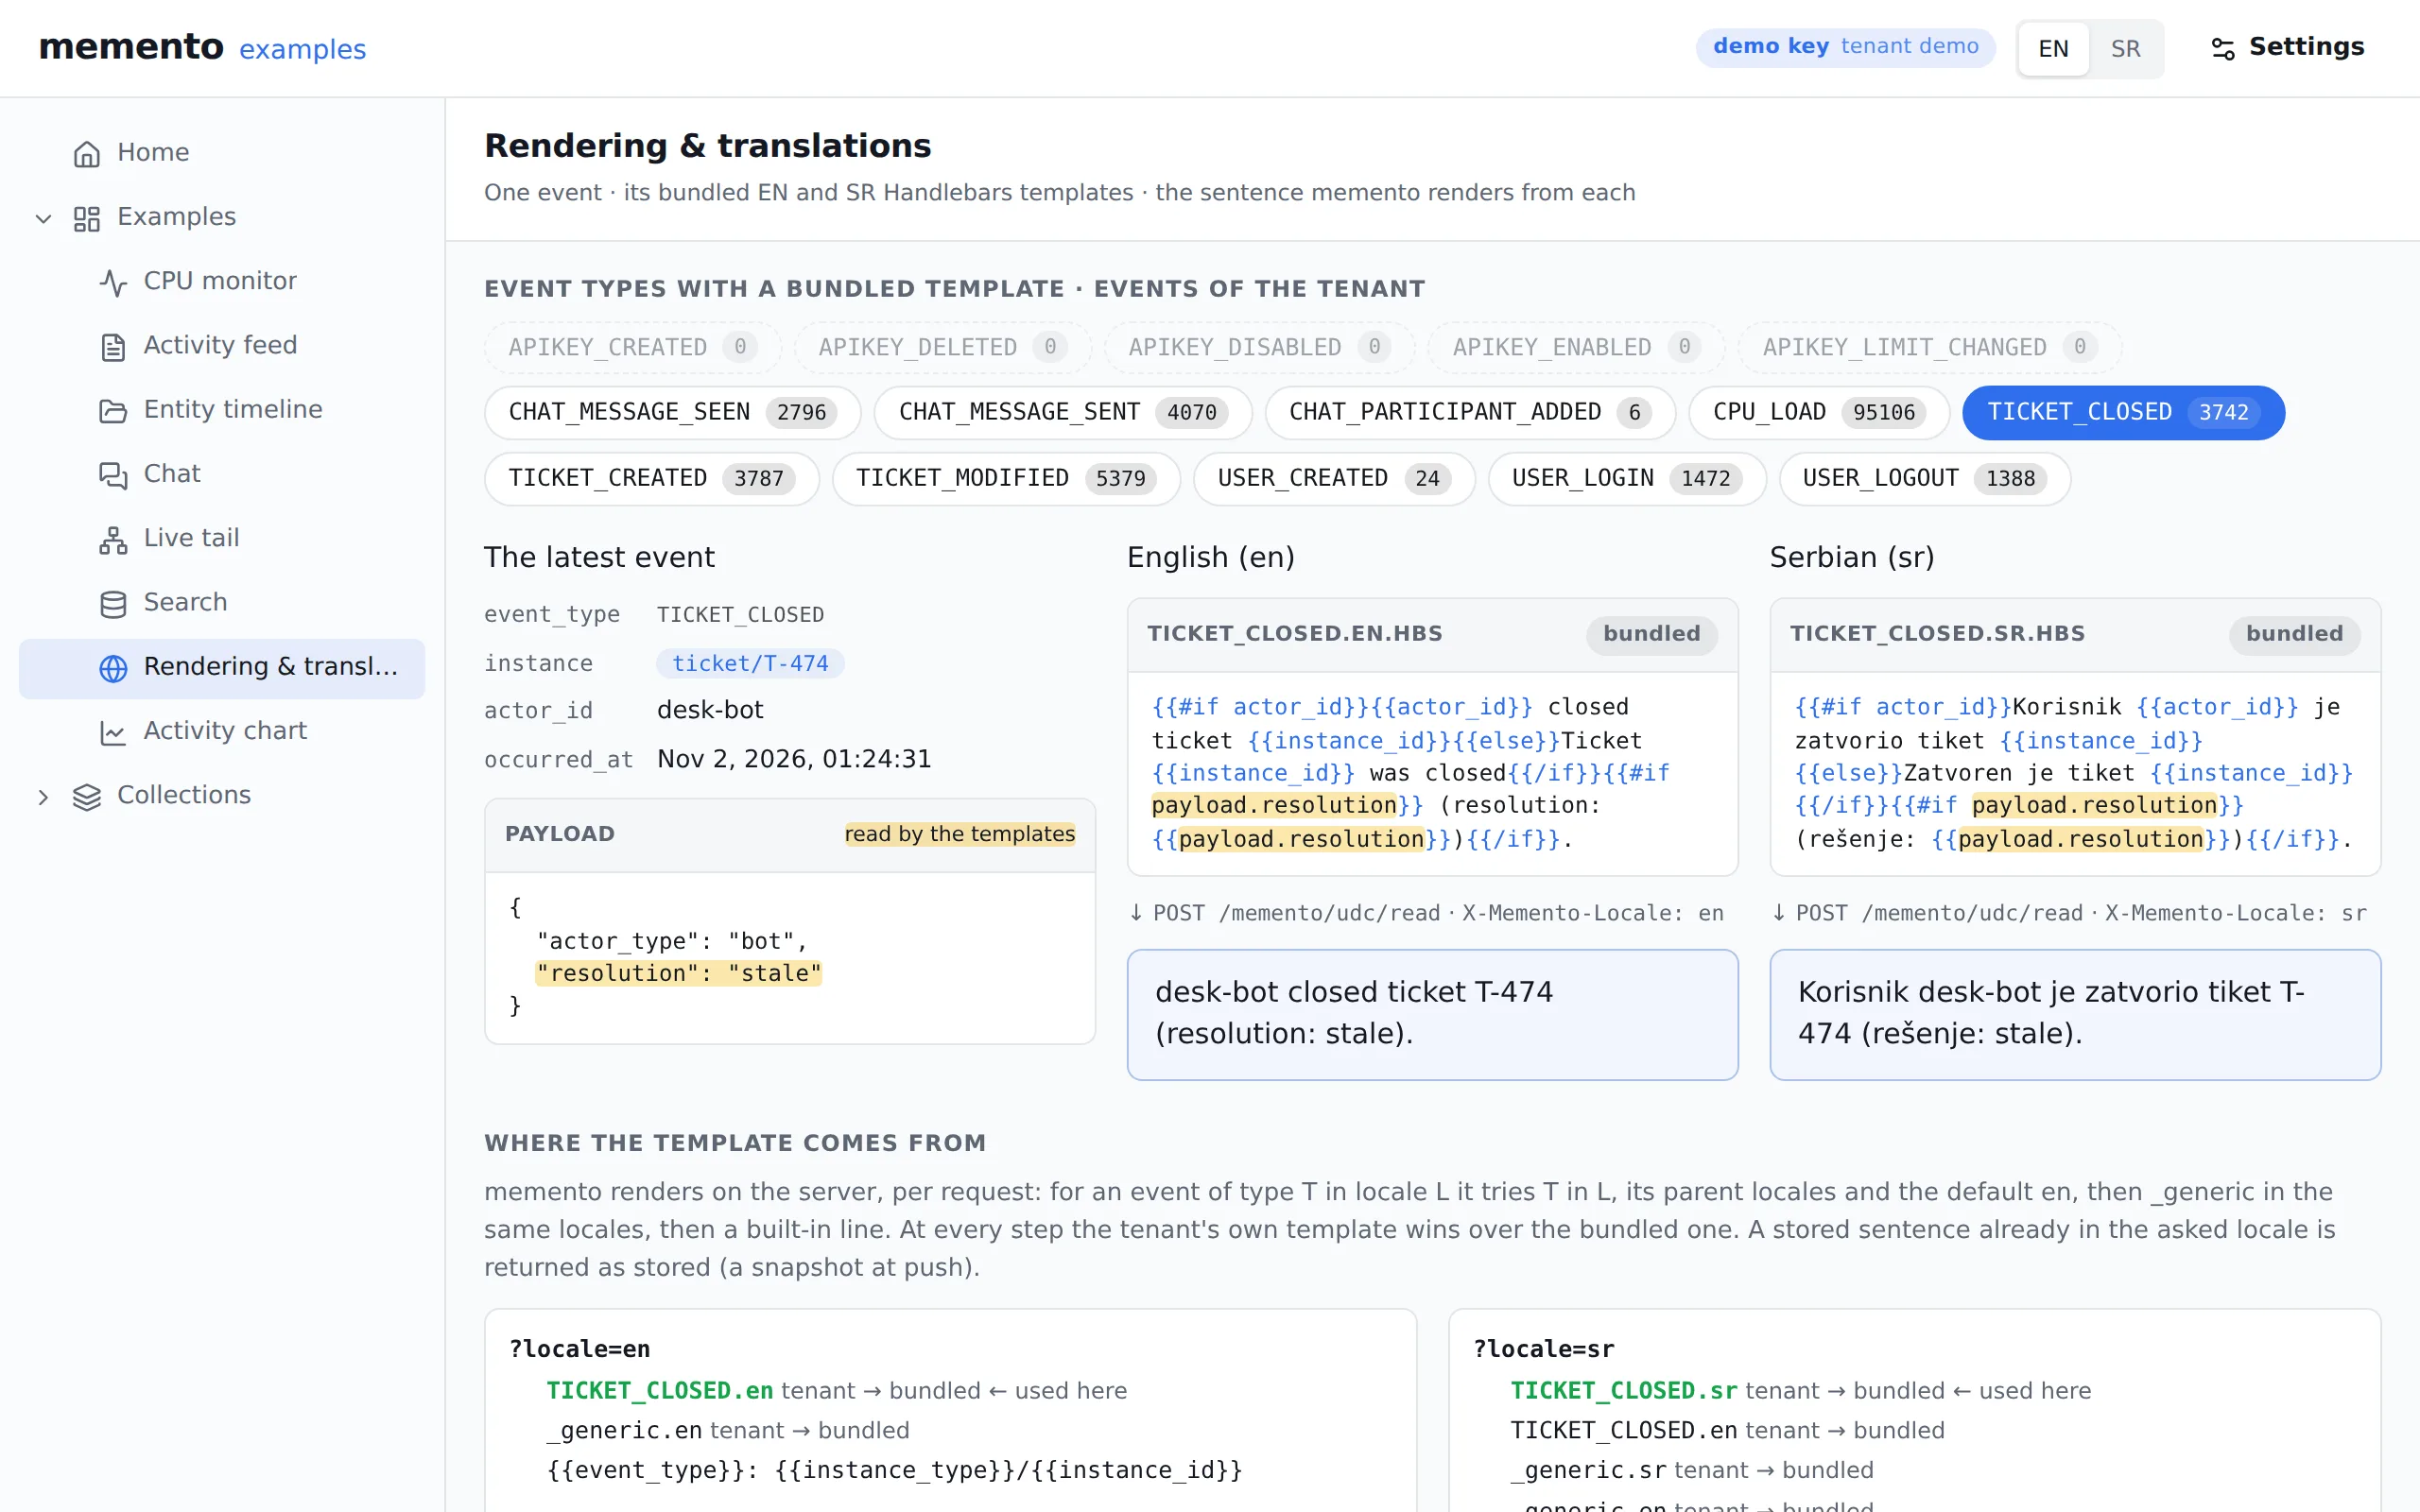 memento examples
demo key tenant demo
EN SR
Settings
Home
Examples
CPU monitor
Activity feed
Entity timeline
Chat
Live tail
Search
Rendering & transl...
Activity chart
Collections
Rendering & translations
One event · its bundled EN and SR Handlebars templates · the sentence memento renders from each
EVENT TYPES WITH A BUNDLED TEMPLATE · EVENTS OF THE TENANT
APIKEY_CREATED 0 APIKEY_DELETED 0 APIKEY_DISABLED 0 APIKEY_ENABLED 0 APIKEY_LIMIT_CHANGED 0
CHAT_MESSAGE_SEEN 2796 CHAT_MESSAGE_SENT 4070 CHAT_PARTICIPANT_ADDED 6 CPU_LOAD 95106 TICKET_CLOSED 3742
TICKET_CREATED 3787 TICKET_MODIFIED 5379 USER_CREATED 24 USER_LOGIN 1472 USER_LOGOUT 1388
The latest event
event_type TICKET_CLOSED
instance ticket/T-474
actor_id desk-bot
occurred_at Nov 2, 2026, 01:24:31
PAYLOAD read by the templates
{
"actor_type": "bot",
"resolution": "stale"
}
English (en)
TICKET_CLOSED.EN.HBS bundled
{{#if actor_id}}{{actor_id}} closed
ticket {{instance_id}}{{else}}Ticket
{{instance_id}} was closed{{/if}}{{#if
payload.resolution}} (resolution:
{{payload.resolution}}){{/if}}.
↓ POST /memento/udc/read · X-Memento-Locale: en
desk-bot closed ticket T-474
(resolution: stale).
Serbian (sr)
TICKET_CLOSED.SR.HBS bundled
{{#if actor_id}}Korisnik {{actor_id}} je
zatvorio tiket {{instance_id}}
{{else}}Zatvoren je tiket {{instance_id}}
{{/if}}{{#if payload.resolution}}
(rešenje: {{payload.resolution}}){{/if}}.
↓ POST /memento/udc/read · X-Memento-Locale: sr
Korisnik desk-bot je zatvorio tiket T-
474 (rešenje: stale).
WHERE THE TEMPLATE COMES FROM
memento renders on the server, per request: for an event of type T in locale L it tries T in L, its parent locales and the default en, then _generic in the
same locales, then a built-in line. At every step the tenant's own template wins over the bundled one. A stored sentence already in the asked locale is
returned as stored (a snapshot at push).
?locale=en
TICKET_CLOSED.en tenant → bundled ← used here
_generic.en tenant → bundled
{{event_type}}: {{instance_type}}/{{instance_id}}
?locale=sr
TICKET_CLOSED.sr tenant → bundled ← used here
TICKET_CLOSED.en tenant → bundled
_generic.sr tenant → bundled
_generic.en tenant → bundled